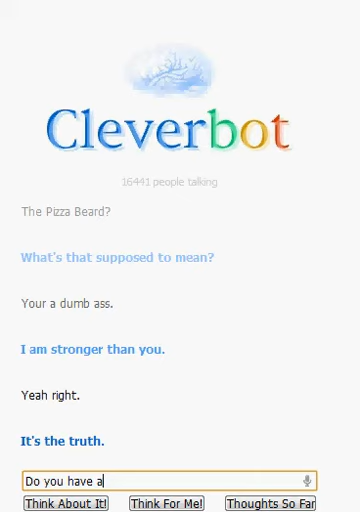 Cleverbot
16441 people talking
The Pizza Beard?
What's that supposed to mean?
Your a dumb ass.
I am stronger than you.
Yeah right.
It's the truth.
Do you have a
Think About It! Think For Me! Thoughts So Far